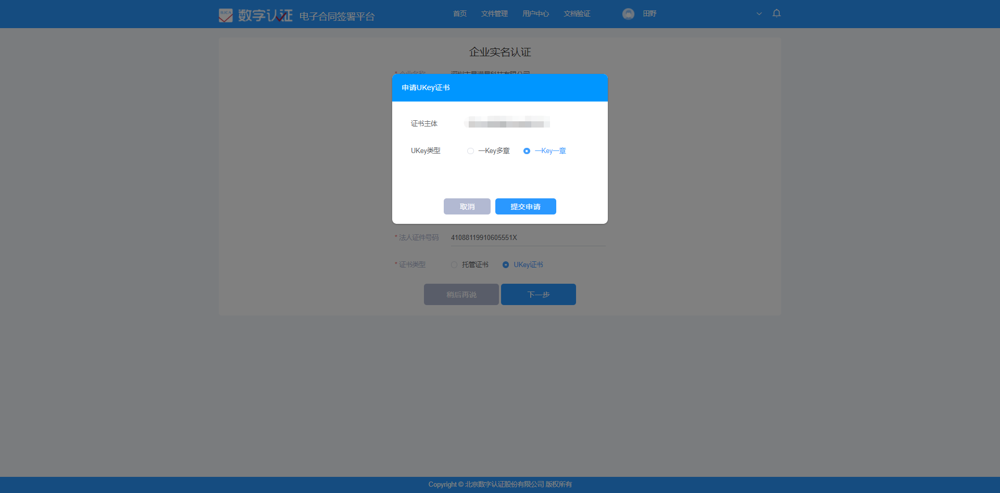 BJCA 数字认证 电子合同签署平台 首页 文件管理 用户中心 文档验证 田野
企业实名认证
申请UKey证书
证书主体
UKey类型 一Key多章 一Key一章
取消 提交申请
* 法人证件号码 41088119910605551X
* 证书类型 托管证书 UKey证书
稍后再说 下一步
Copyright © 北京数字认证股份有限公司 版权所有